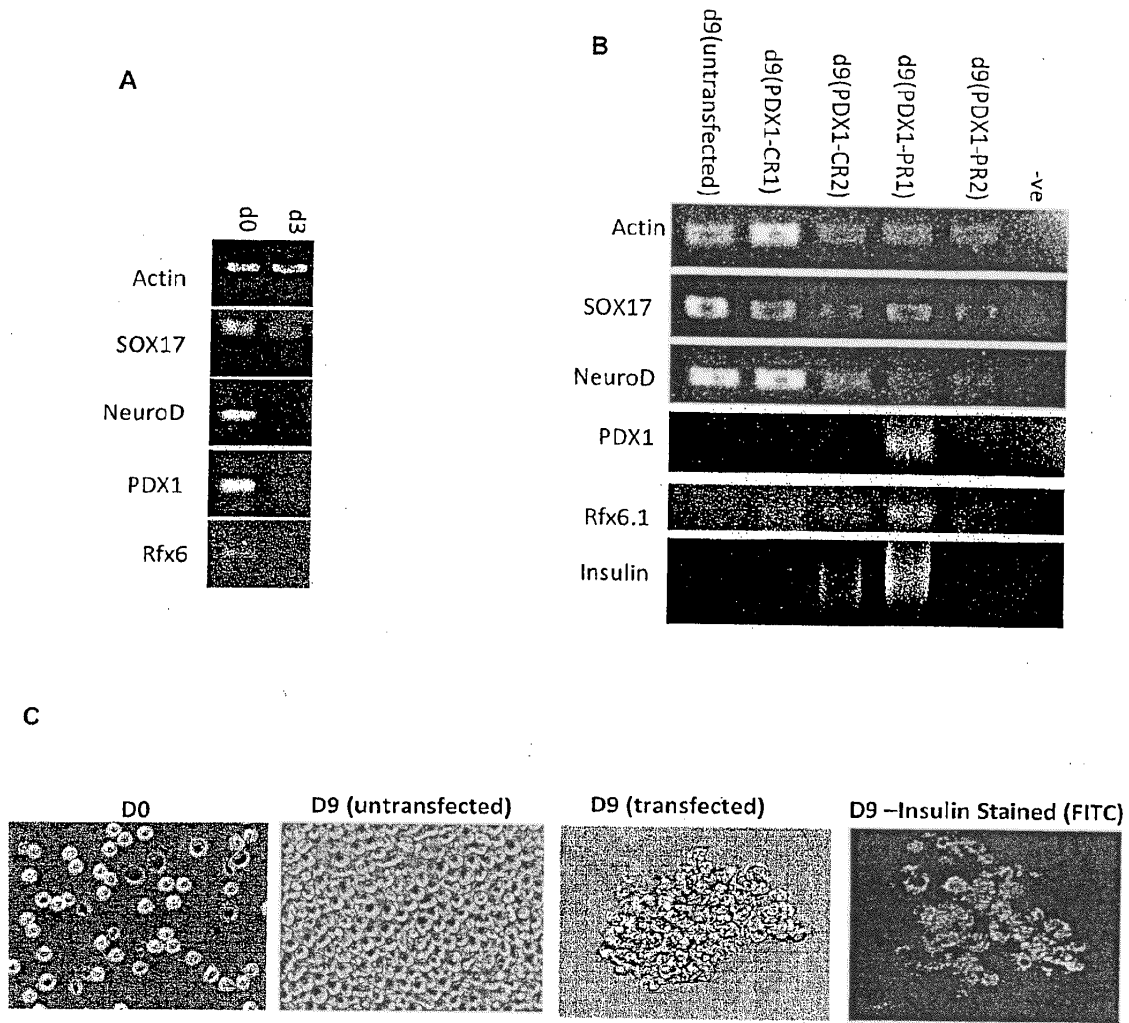 A
d0
d3
Actin
SOX17
NeuroD
PDX1
Rfx6
B
d9(untransfected)
d9(PDX1-CR1)
d9(PDX1-CR2)
d9(PDX1-PR1)
d9(PDX1-PR2)
-ve
Actin
SOX17
NeuroD
PDX1
Rfx6.1
Insulin
C
D0
D9 (untransfected)
D9 (transfected)
D9 –Insulin Stained (FITC)